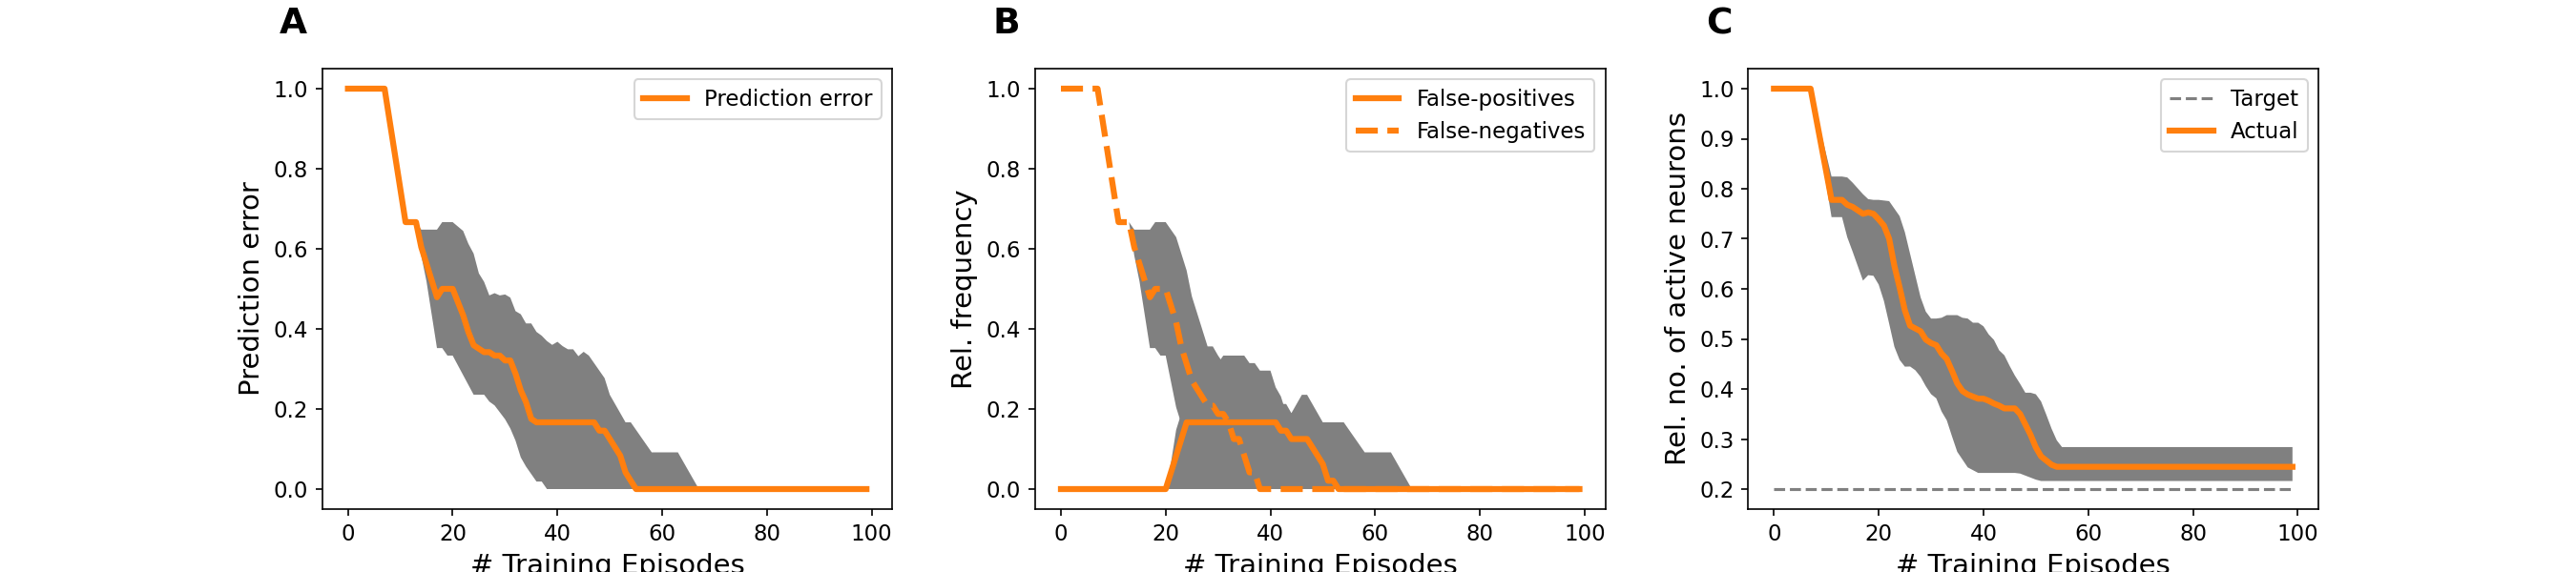 A
B
C
Prediction error
1.0
0.8
0.6
0.4
0.2
0.0
Prediction error
0
20
40
60
80
100
# Training Episodes
Rel. frequency
1.0
0.8
0.6
0.4
0.2
0.0
False-positives
False-negatives
0
20
40
60
80
100
# Training Episodes
Rel. no. of active neurons
1.0
0.9
0.8
0.7
0.6
0.5
0.4
0.3
0.2
Target
Actual
0
20
40
60
80
100
# Training Episodes